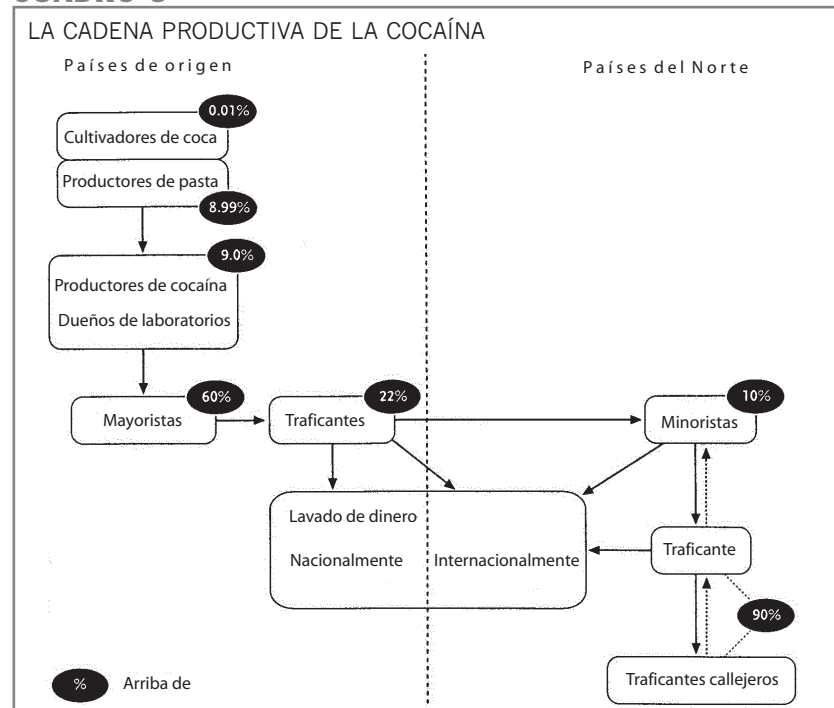 LA CADENA PRODUCTIVA DE LA COCAÍNA
Países de origen
Países del Norte
0.01%
Cultivadores de coca
Productores de pasta
8.99%
9.0%
Productores de cocaína
Dueños de laboratorios
60%
Mayoristas
22%
Traficantes
10%
Minoristas
Lavado de dinero
Nacionalmente
Internacionalmente
Traficante
90%
Traficantes callejeros
% Arriba de